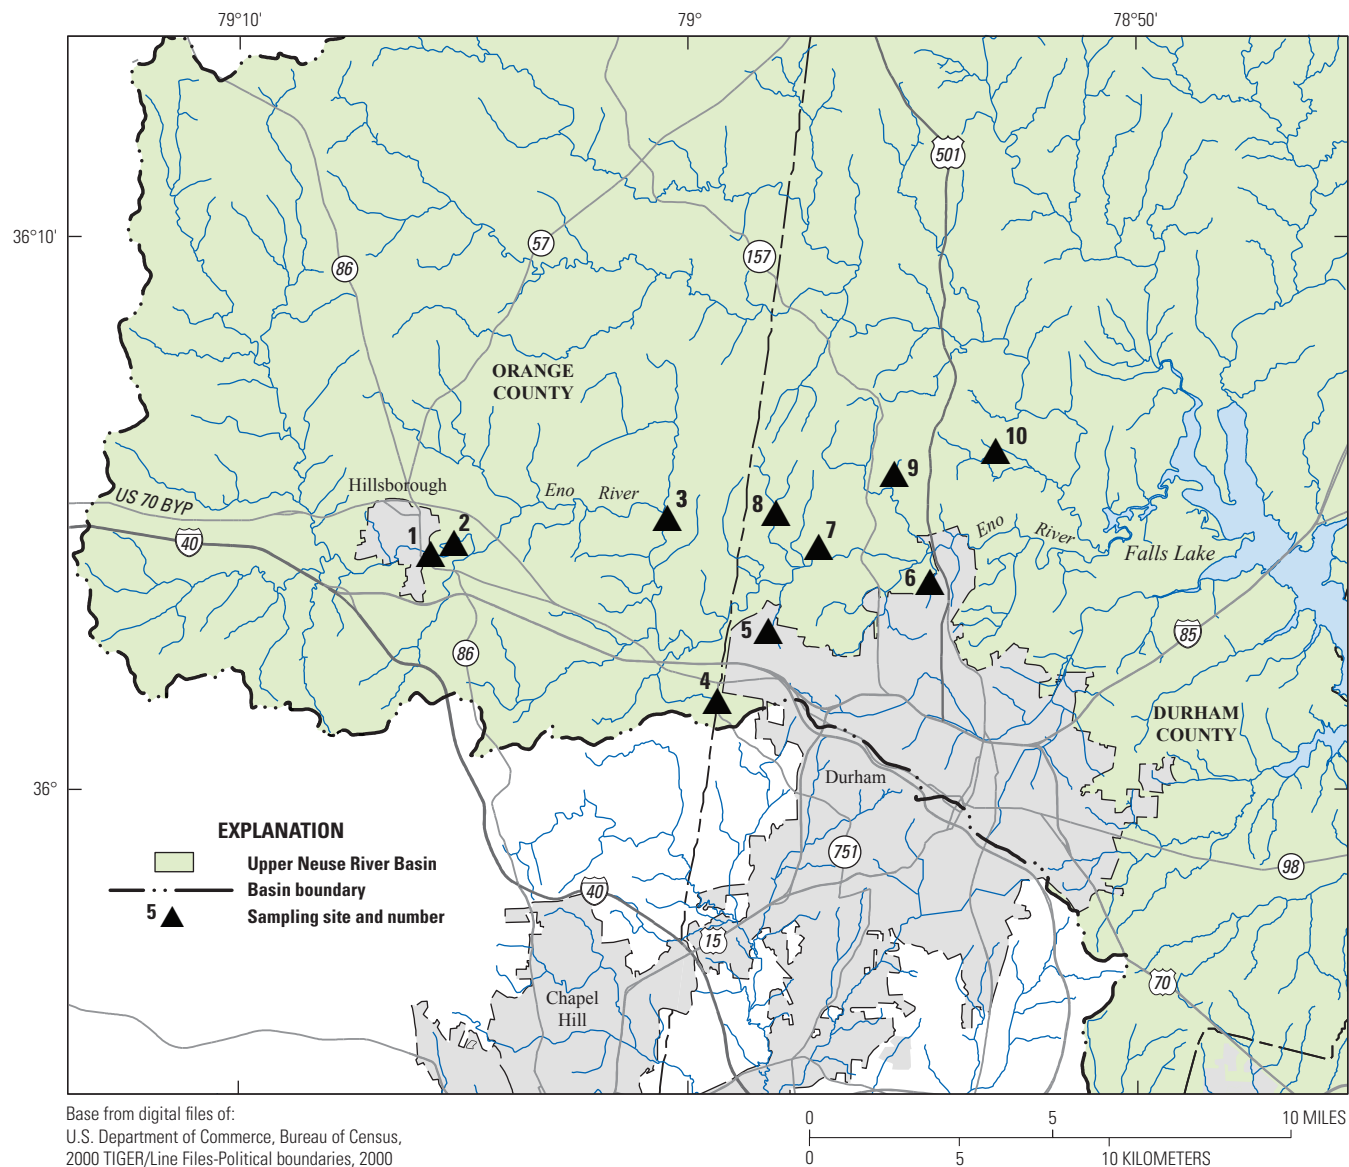 79°10'
79°
78°50'
501
36°10'
57
157
86
ORANGE
COUNTY
10
9
Hillsborough
Eno River
3
8
US 70 BYP
2
1
7
40
Eno River
Falls Lake
6
5
85
86
4
DURHAM
COUNTY
Durham
36°
EXPLANATION
Upper Neuse River Basin
Basin boundary
5 Sampling site and number
751
98
40
15
70
Chapel
Hill
Base from digital files of:
U.S. Department of Commerce, Bureau of Census,
2000 TIGER/Line Files-Political boundaries, 2000
0 5 10 MILES
0 5 10 KILOMETERS